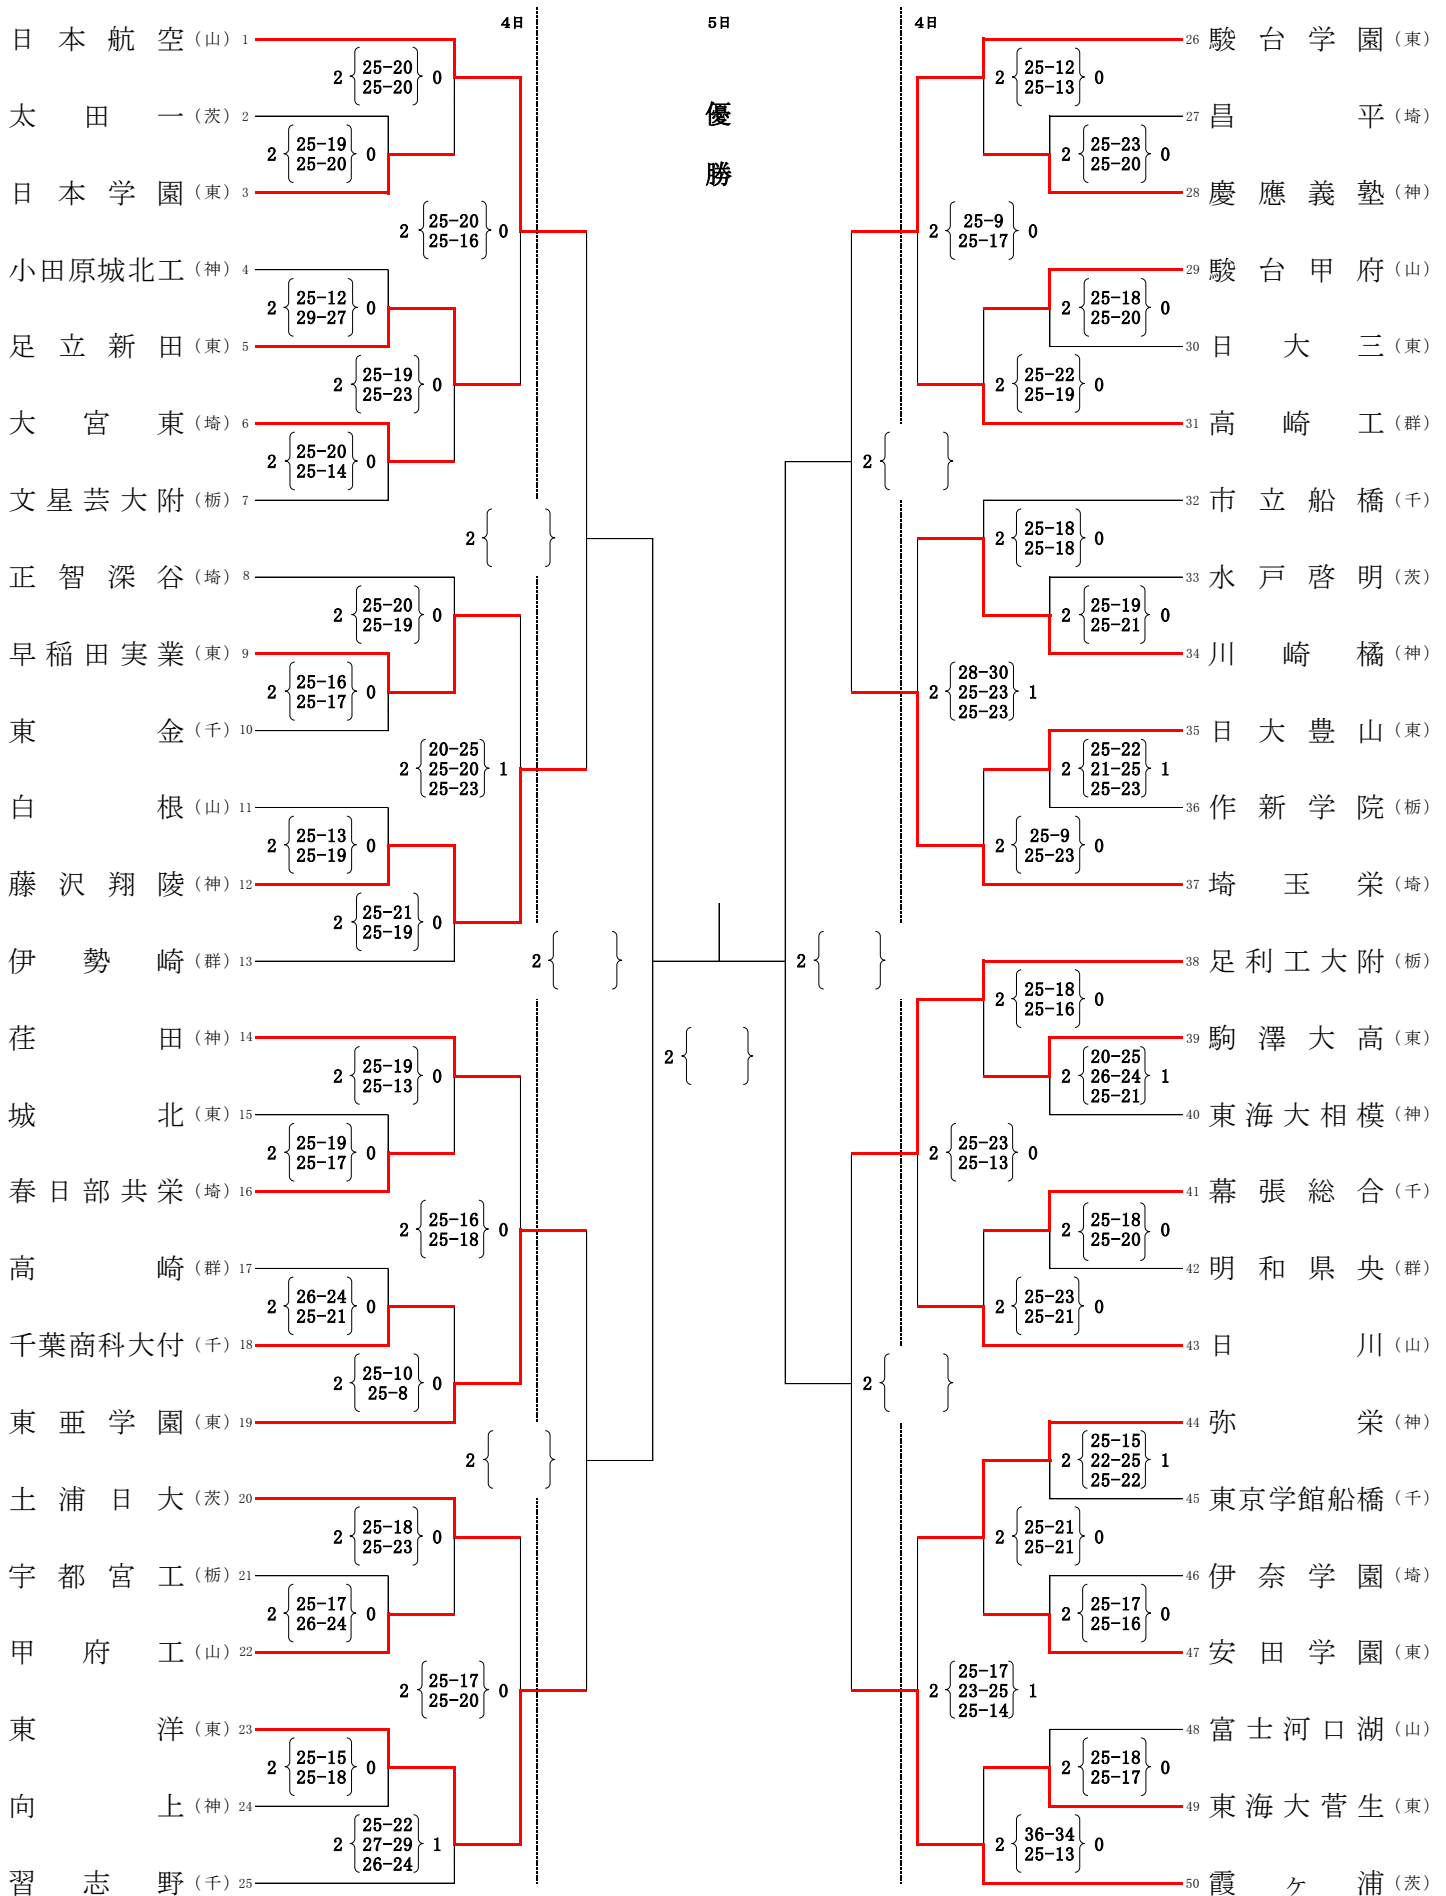 4日
5日
4日
優
勝
日本航空（山）1
太田一（茨）2
日本学園（東）3
小田原城北工（神）4
足立新田（東）5
大宮東（埼）6
文星芸大附（栃）7
正智深谷（埼）8
早稲田実業（東）9
東金（千）10
白根（山）11
藤沢翔陵（神）12
伊勢崎（群）13
荏田（神）14
城北（東）15
春日部共栄（埼）16
高崎（群）17
千葉商科大付（千）18
東亜学園（東）19
土浦日大（茨）20
宇都宮工（栃）21
甲府工（山）22
東洋（東）23
向上（神）24
習志野（千）25
2 25-20 0
25-20
2 25-19 0
25-20
2 25-20 0
25-16
2 25-12 0
29-27
2 25-19 0
25-23
2 25-20 0
25-14
2
2 25-20 0
25-19
2 25-16 0
25-17
2 20-25 1
25-20
25-23
2 25-13 0
25-19
2 25-21 0
25-19
2
2 25-19 0
25-13
2 25-19 0
25-17
2 25-16 0
25-18
2 26-24 0
25-21
2 25-10 0
25-8
2
2 25-18 0
25-23
2 25-17 0
26-24
2 25-17 0
25-20
2 25-15 0
25-18
2 25-22 1
27-29
26-24
2
26 駿台学園（東）
27 昌平（埼）
28 慶應義塾（神）
29 駿台甲府（山）
30 日大三（東）
31 高崎工（群）
32 市立船橋（千）
33 水戸啓明（茨）
34 川崎橘（神）
35 日大豊山（東）
36 作新学院（栃）
37 埼玉栄（埼）
38 足利工大附（栃）
39 駒澤大高（東）
40 東海大相模（神）
41 幕張総合（千）
42 明和県央（群）
43 日川（山）
44 弥栄（神）
45 東京学館船橋（千）
46 伊奈学園（埼）
47 安田学園（東）
48 富士河口湖（山）
49 東海大菅生（東）
50 霞ヶ浦（茨）
2 25-12 0
25-13
2 25-23 0
25-20
2 25-9 0
25-17
2 25-18 0
25-20
2 25-22 0
25-19
2
2 25-18 0
25-18
2 25-19 0
25-21
2 28-30 1
25-23
25-23
2 25-22 1
21-25
25-23
2 25-9 0
25-23
2
2 25-18 0
25-16
2 20-25 1
26-24
25-21
2 25-23 0
25-13
2 25-18 0
25-20
2 25-23 0
25-21
2
2 25-15 1
22-25
25-22
2 25-21 0
25-21
2 25-17 0
25-16
2 25-17 1
23-25
25-14
2 25-18 0
25-17
2 36-34 0
25-13